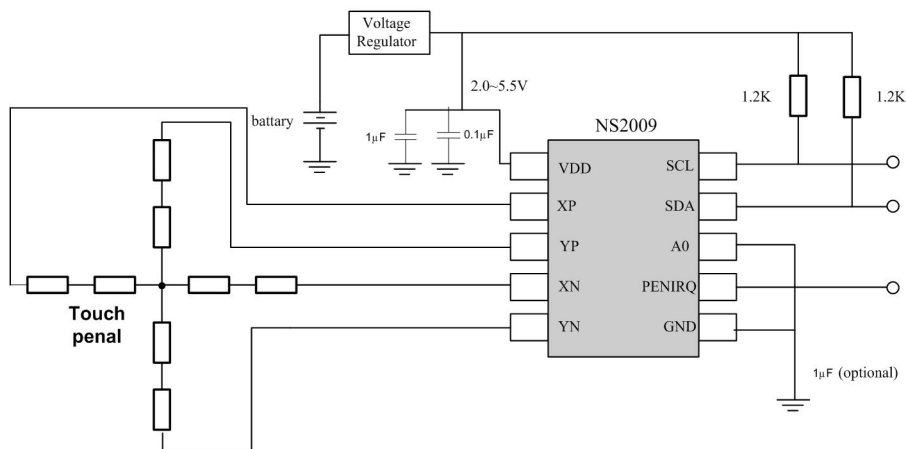 Voltage
Regulator
2.0~5.5V
battary
1μF
0.1μF
1.2K
1.2K
NS2009
VDD
SCL
XP
SDA
YP
A0
XN
PENIRQ
YN
GND
Touch
penal
1μF (optional)